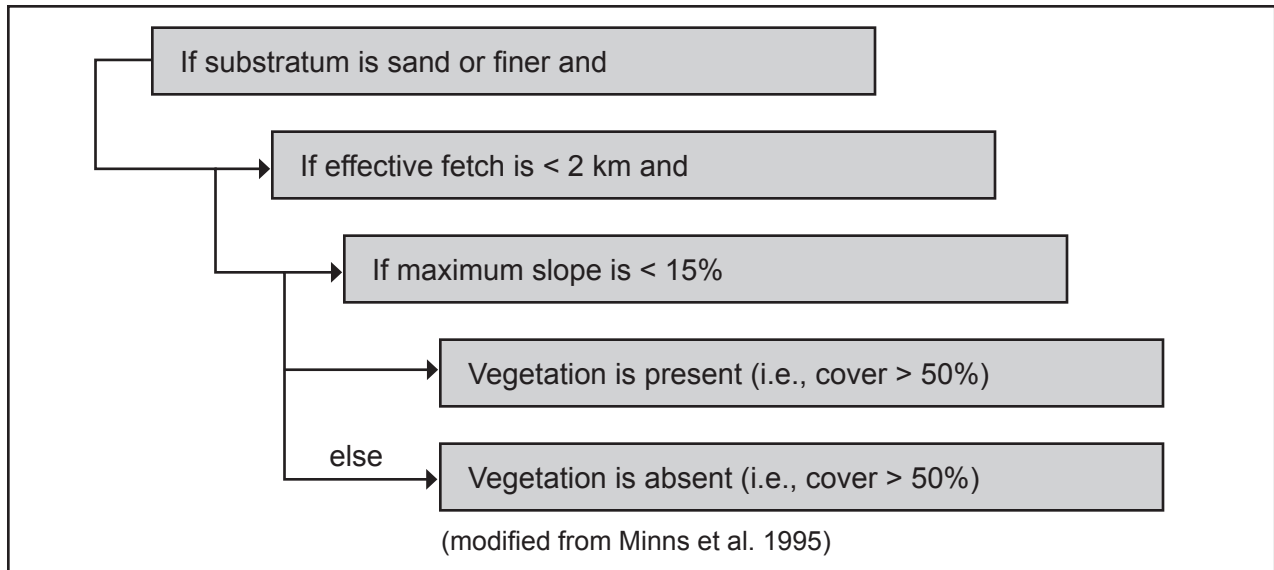 If substratum is sand or finer and
If effective fetch is < 2 km and
If maximum slope is < 15%
Vegetation is present (i.e., cover > 50%)
else
Vegetation is absent (i.e., cover > 50%)
(modified from Minns et al. 1995)